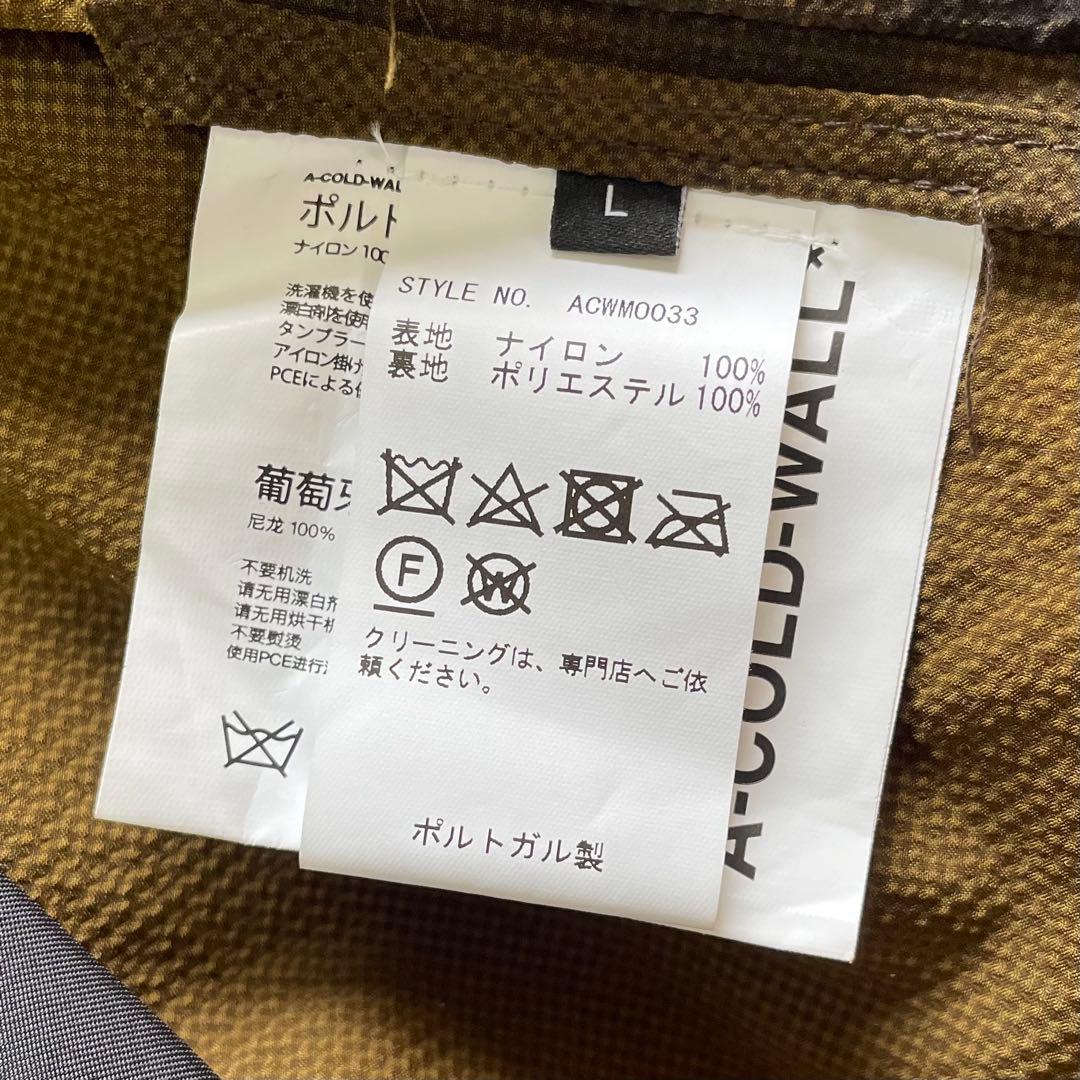 A-COLD-WAL
ポルト
ナイロン 100
洗濯機を使
漂白剤を使用
タンブラー
アイロン掛け
PCEによる
葡萄牙
尼龙 100%
不要机洗
请无用漂白剂
请无用烘干机
不要熨烫
使用PCE进行
L
STYLE NO. ACWM0033
表地 ナイロン 100%
裏地 ポリエステル 100%
F
W
クリーニングは、専門店へご依
頼ください。
ポルトガル製
A-COLD-WALL*